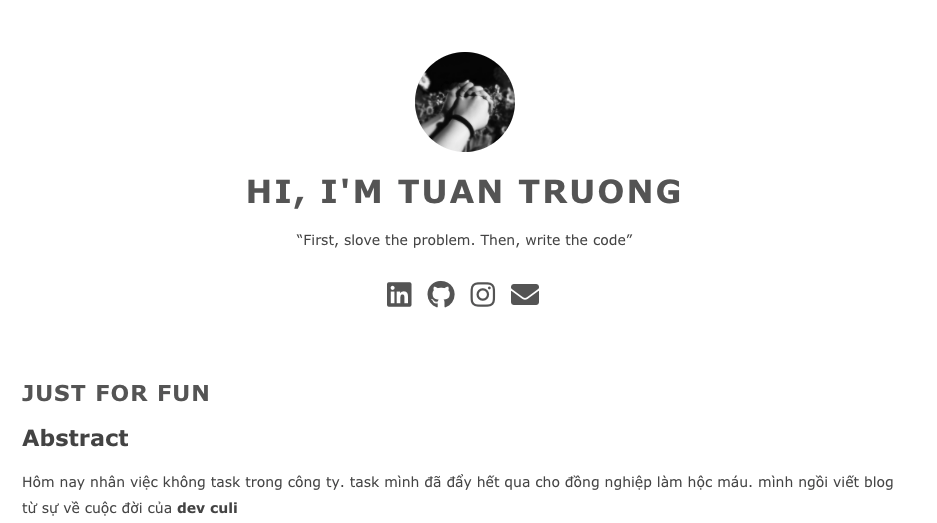 HI, I'M TUAN TRUONG
“First, slove the problem. Then, write the code”
JUST FOR FUN
Abstract
Hôm nay nhân việc không task trong công ty. task mình đã đẩy hết qua cho đồng nghiệp làm hộc máu. mình ngồi viết blog
từ sự về cuộc đời của dev culi